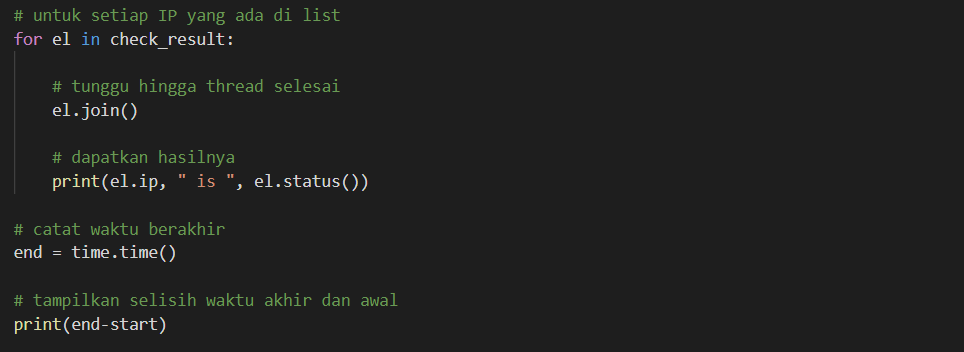 # untuk setiap IP yang ada di list
for el in check_result:
# tunggu hingga thread selesai
el.join()
# dapatkan hasilnya
print(el.ip, " is ", el.status())
# catat waktu berakhir
end = time.time()
# tampilkan selisih waktu akhir dan awal
print(end-start)